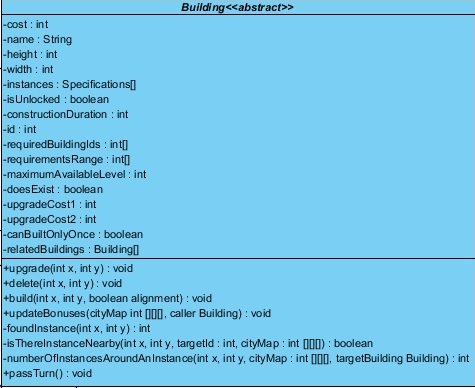 Building<<abstract>>
-cost : int
-name : String
-height : int
-width : int
-instances : Specifications[]
-isUnlocked : boolean
-constructionDuration : int
-id : int
-requiredBuildingIds : int[]
-requirementsRange : int[]
-maximumAvailableLevel : int
-doesExist : boolean
-upgradeCost1 : int
-upgradeCost2 : int
-canBuiltOnlyOnce : boolean
-relatedBuildings : Building[]
+upgrade(int x, int y) : void
+delete(int x, int y) : void
+build(int x, int y, boolean alignment) : void
+updateBonuses(cityMap int [][][], caller Building) : void
-foundInstance(int x, int y) : int
-isThereInstanceNearby(int x, int y, targetId : int, cityMap : int [][][]) : boolean
-numberOfInstancesAroundAnInstance(int x, int y, cityMap : int [][][], targetBuilding Building) : int
+passTurn() : void